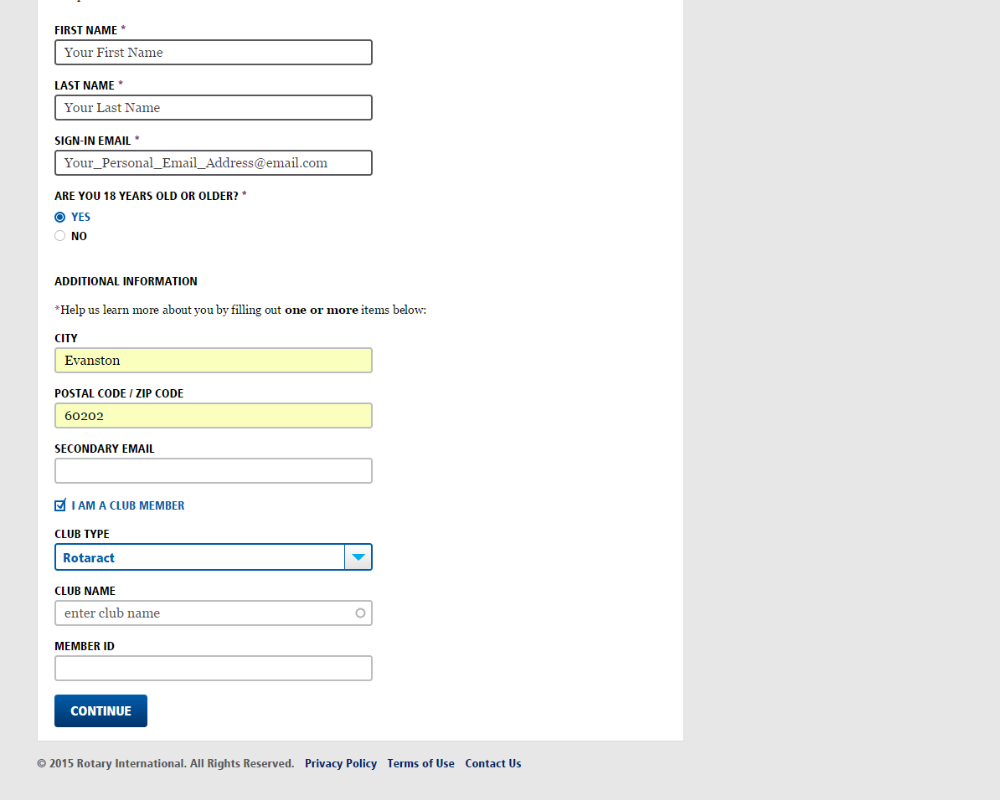 FIRST NAME *
Your First Name
LAST NAME *
Your Last Name
SIGN-IN EMAIL *
Your_Personal_Email_Address@email.com
ARE YOU 18 YEARS OLD OR OLDER? *
YES
NO
ADDITIONAL INFORMATION
*Help us learn more about you by filling out one or more items below:
CITY
Evanston
POSTAL CODE / ZIP CODE
60202
SECONDARY EMAIL
I AM A CLUB MEMBER
CLUB TYPE
Rotaract
CLUB NAME
enter club name
MEMBER ID
CONTINUE
© 2015 Rotary International. All Rights Reserved. Privacy Policy Terms of Use Contact Us